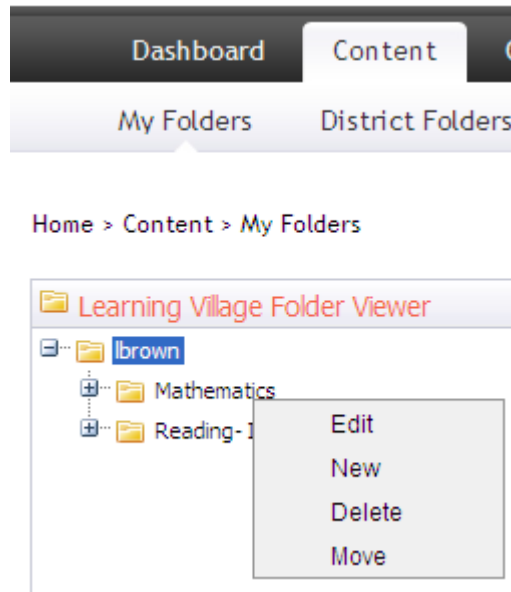 Dashboard Content
My Folders District Folders
Home > Content > My Folders
Learning Village Folder Viewer
lbrown
Mathematics
Reading-
Edit
New
Delete
Move